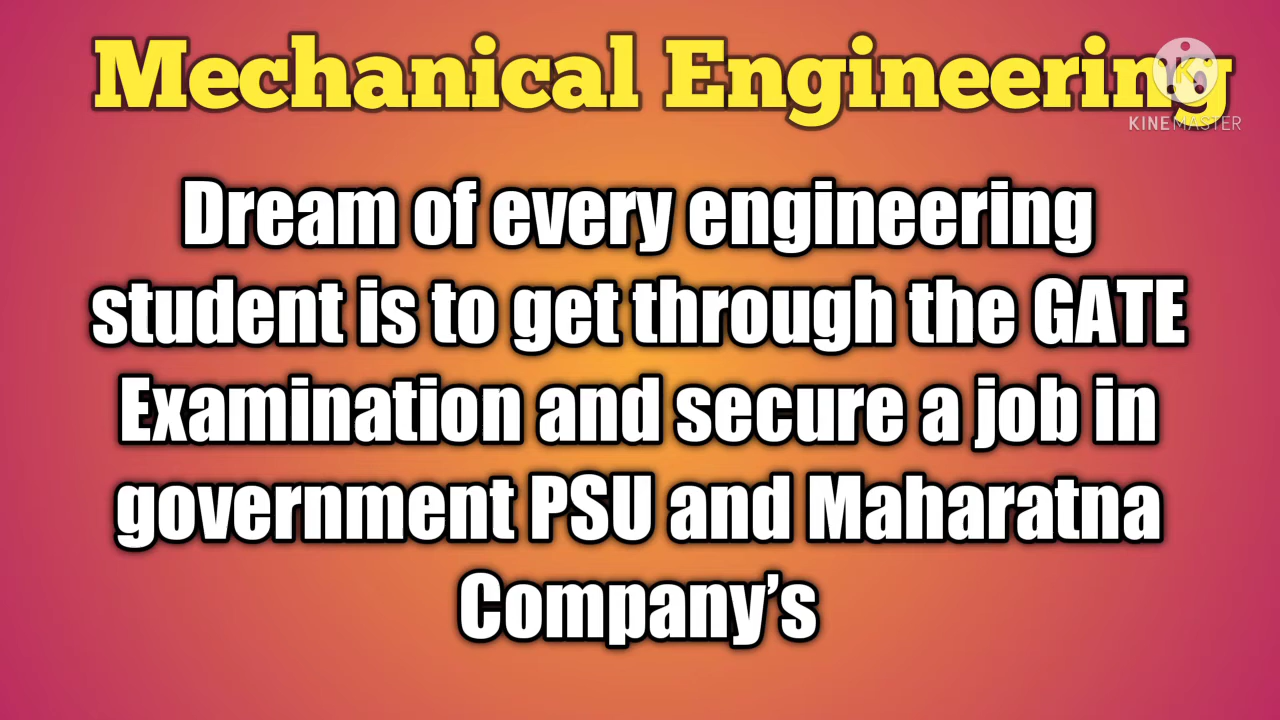 Mechanical Engineering
KINEMASTER
Dream of every engineering
student is to get through the GATE
Examination and secure a job in
government PSU and Maharatna
Company’s